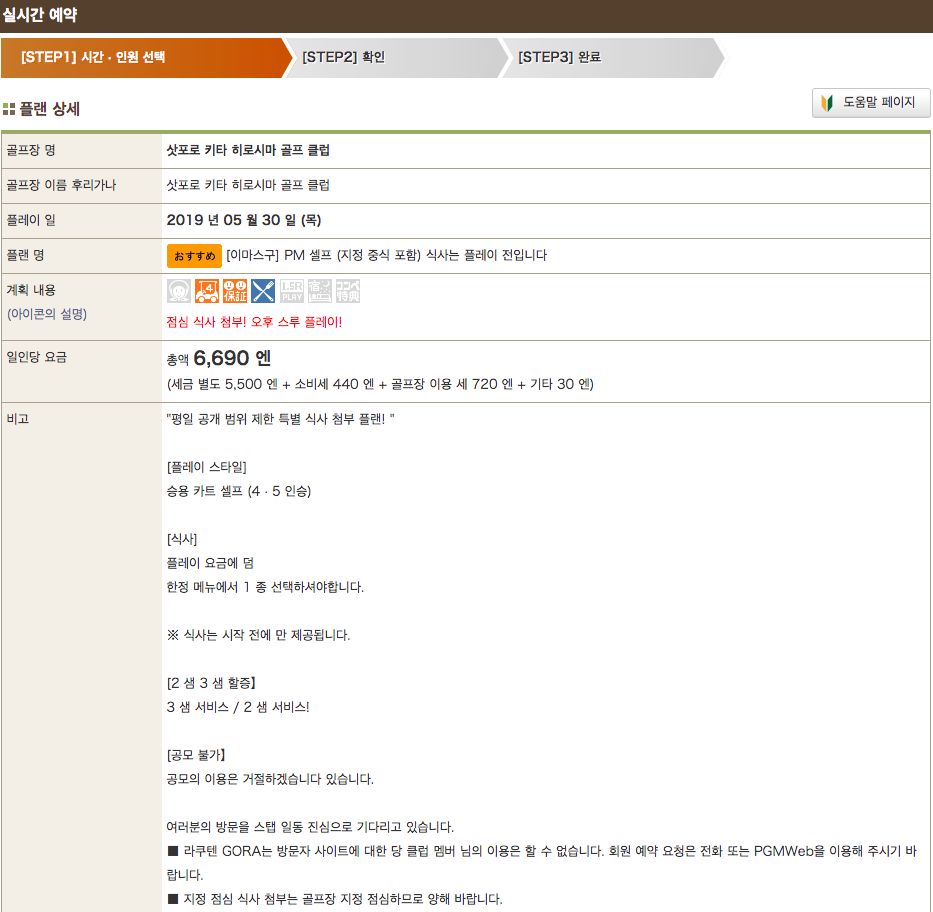 실시간 예약
[STEP1] 시간 · 인원 선택
[STEP2] 확인
[STEP3] 완료
플랜 상세
도움말 페이지
골프장 명
삿포로 키타 히로시마 골프 클럽
골프장 이름 후리가나
삿포로 키타 히로시마 골프 클럽
플레이 일
2019 년 05 월 30 일 (목)
플랜 명
おすすめ [이마스구] PM 셀프 (지정 중식 포함) 식사는 플레이 전입니다
계획 내용
(아이콘의 설명)
4 保証 1.5R PLAY 宿 ココペ 特典
점심 식사 첨부! 오후 스루 플레이!
일인당 요금
총액 6,690 엔
(세금 별도 5,500 엔 + 소비세 440 엔 + 골프장 이용 세 720 엔 + 기타 30 엔)
비고
"평일 공개 범위 제한 특별 식사 첨부 플랜! "
[플레이 스타일]
승용 카트 셀프 (4 · 5 인승)
[식사]
플레이 요금에 덤
한정 메뉴에서 1 종 선택하셔야합니다.
※ 식사는 시작 전에 만 제공됩니다.
[2 샘 3 샘 할증】
3 샘 서비스 / 2 샘 서비스!
[공모 불가】
공모의 이용은 거절하겠습니다 있습니다.
여러분의 방문을 스탭 일동 진심으로 기다리고 있습니다.
■ 라쿠텐 GORA는 방문자 사이트에 대한 당 클럽 멤버 님의 이용은 할 수 없습니다. 회원 예약 요청은 전화 또는 PGMWeb을 이용해 주시기 바
랍니다.
■ 지정 점심 식사 첨부는 골프장 지정 점심하므로 양해 바랍니다.